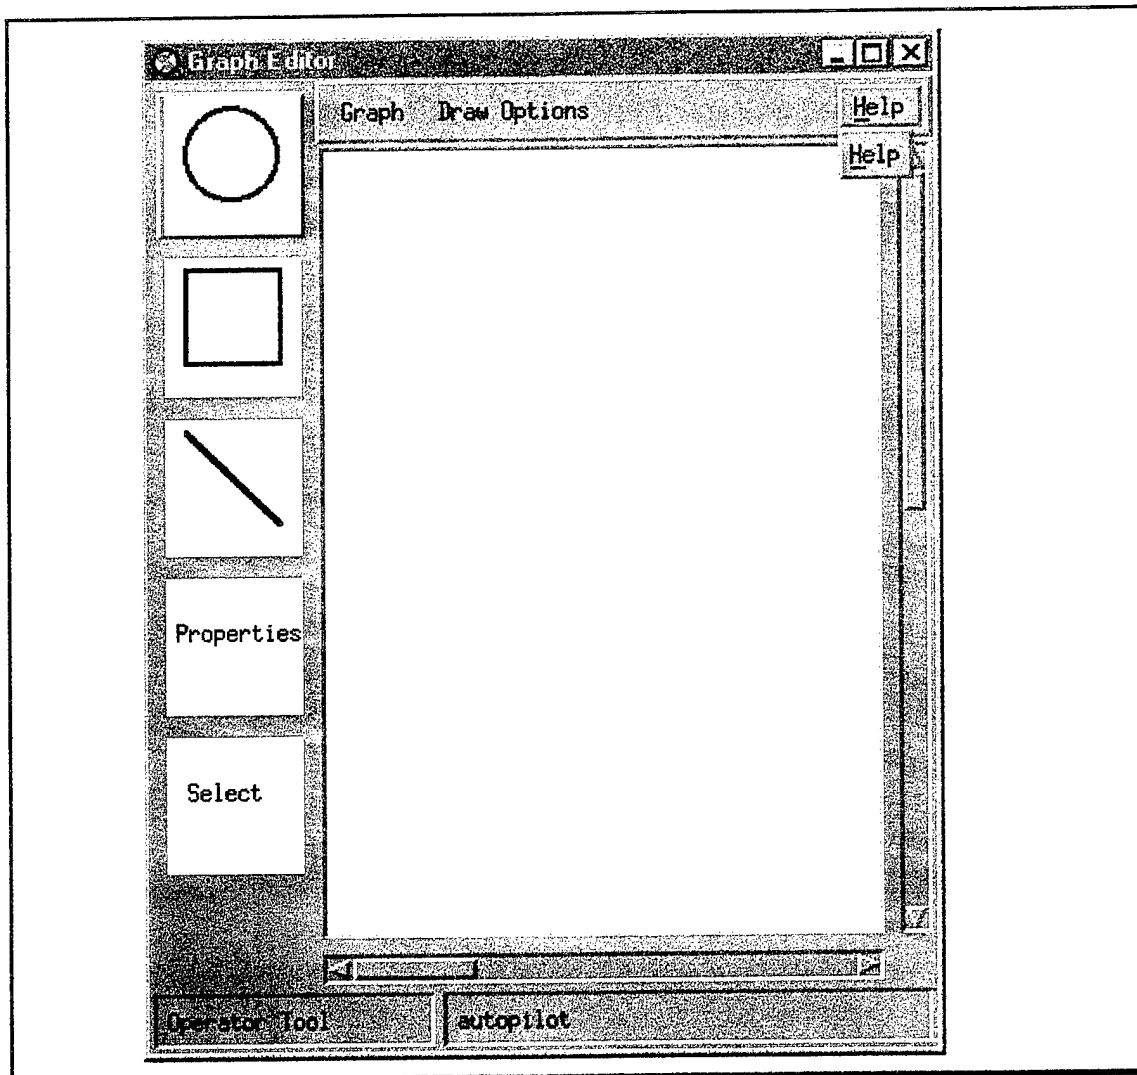 Graph Editor
Graph Draw Options Help
Help
Properties
Select
Operator Tool autopilot